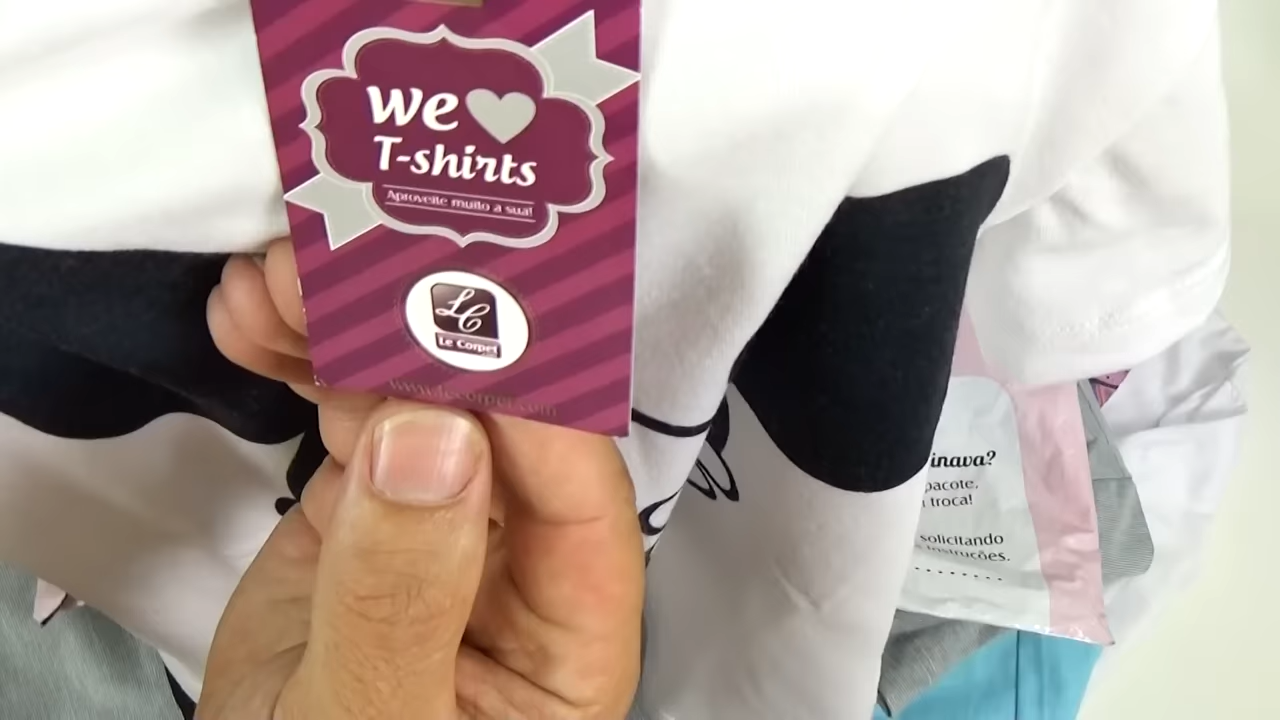 we
T-shirts
Aproveite muito a sua!
LC
Le Corpet
www.lecorpet.com
inava?
pacote,
troca!
solicitando
instruções.